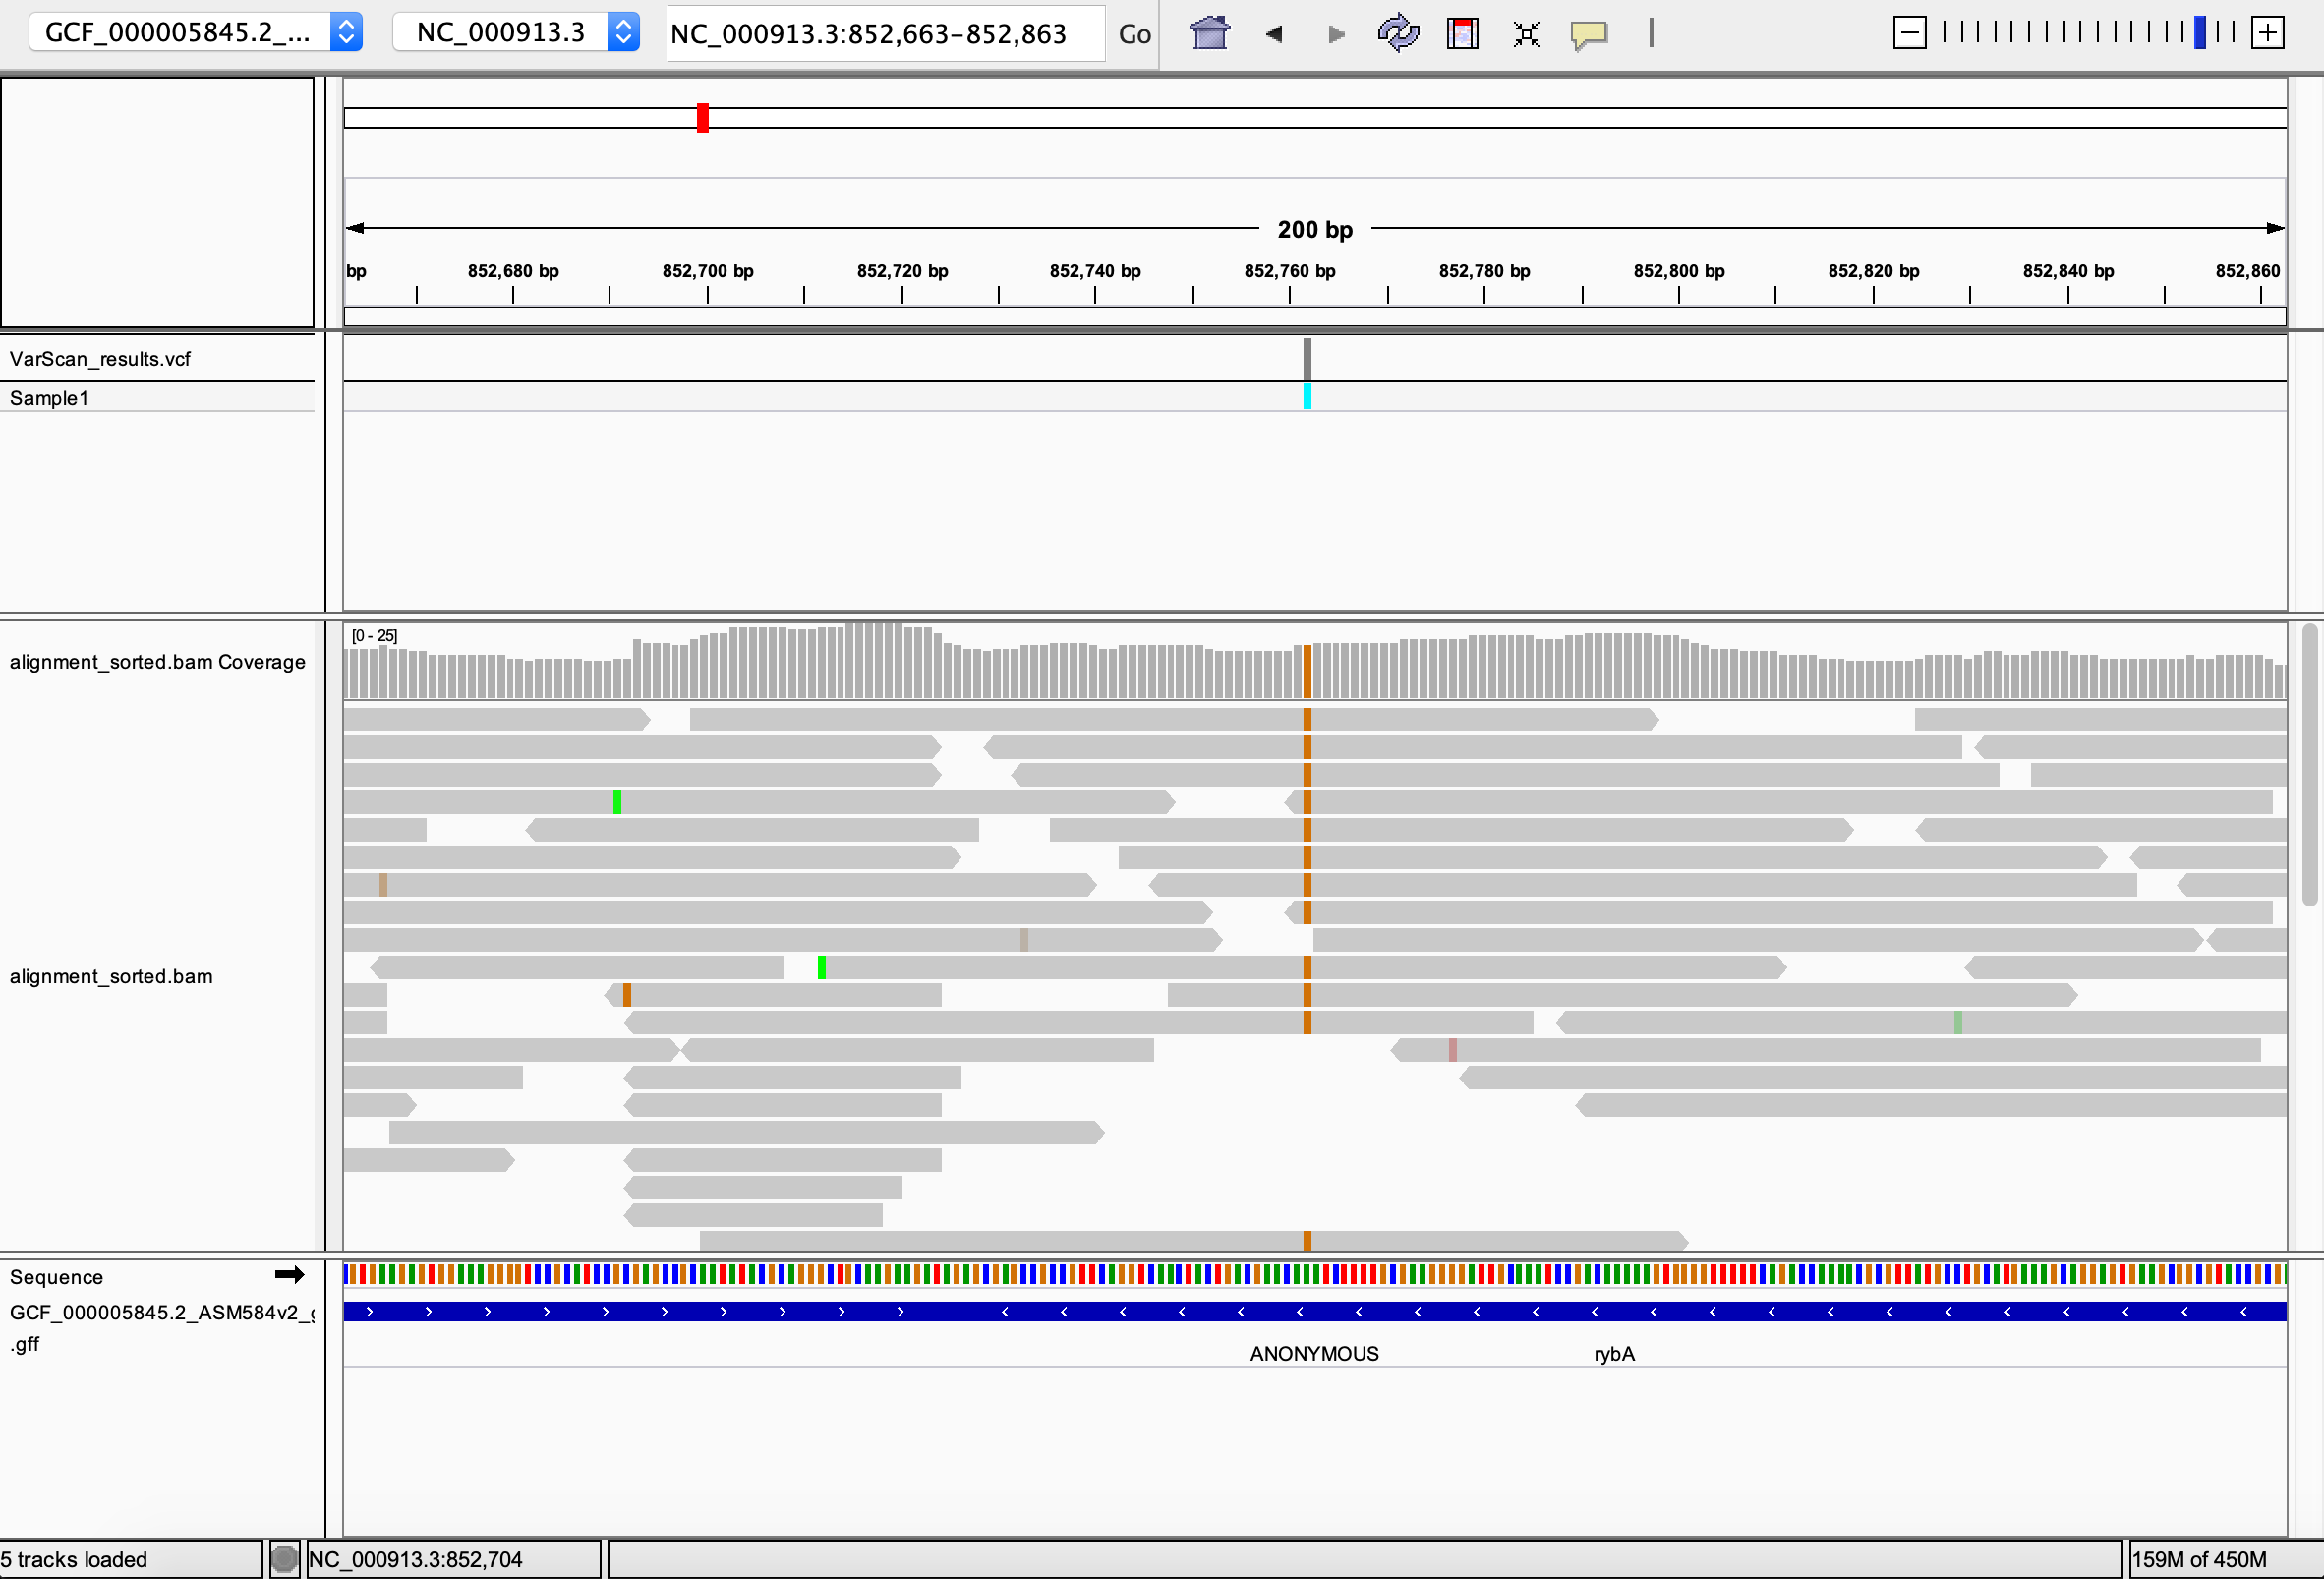 GCF_000005845.2_... NC_000913.3 NC_000913.3:852,663-852,863 Go
200 bp
bp 852,680 bp 852,700 bp 852,720 bp 852,740 bp 852,760 bp 852,780 bp 852,800 bp 852,820 bp 852,840 bp 852,860
VarScan_results.vcf
Sample1
[0 - 25]
alignment_sorted.bam Coverage
alignment_sorted.bam
Sequence
GCF_000005845.2_ASM584v2_g
.gff
ANONYMOUS rybA
5 tracks loaded NC_000913.3:852,704 159M of 450M